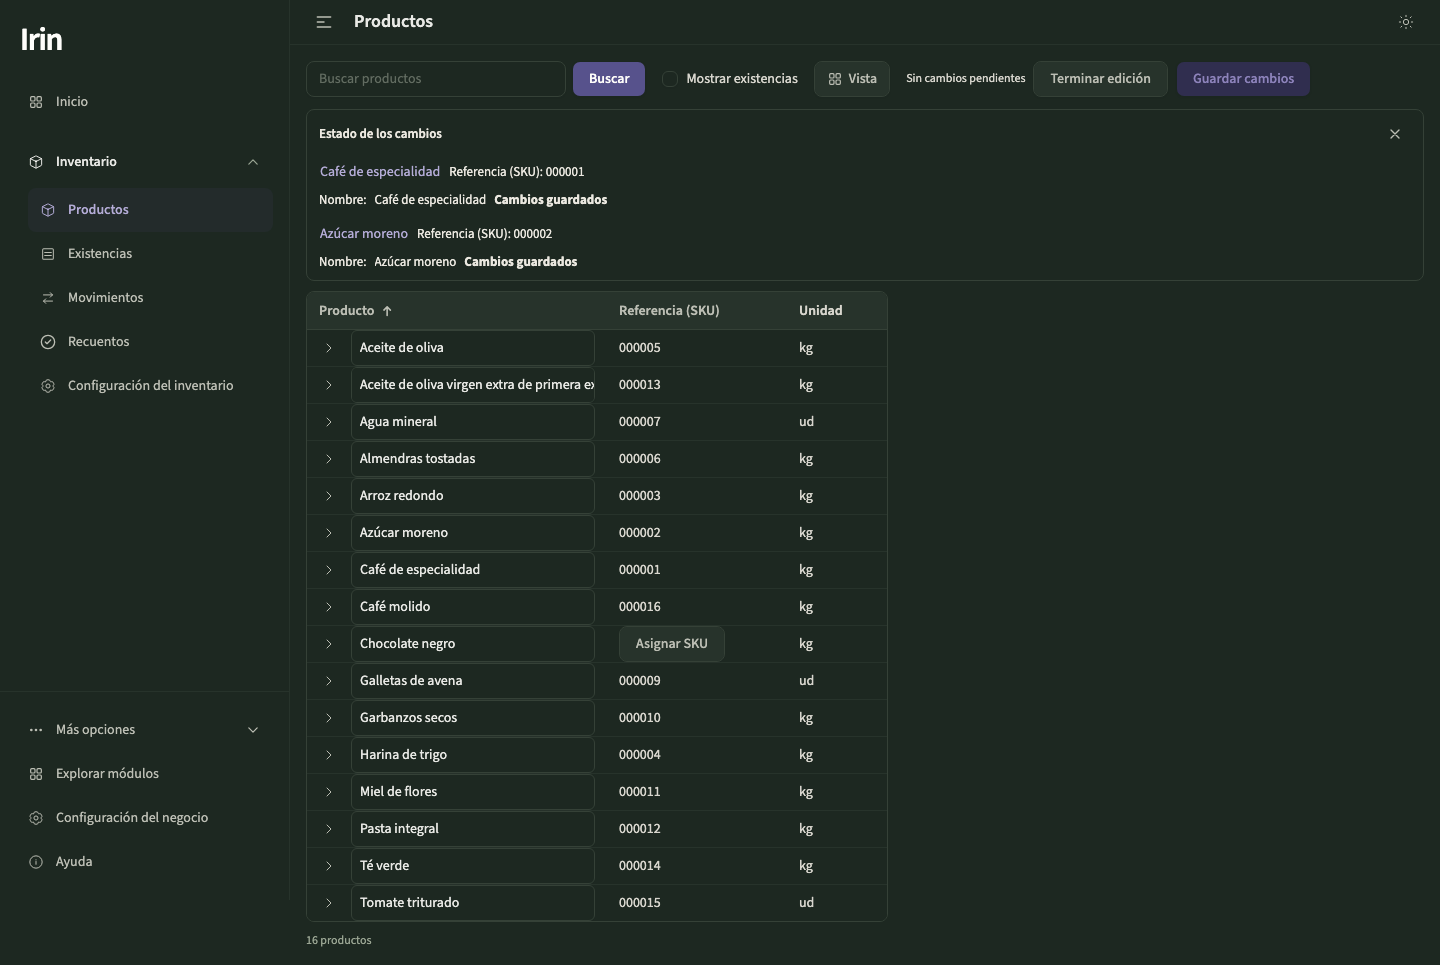 Irin
Productos
Inicio
Inventario
Productos
Existencias
Movimientos
Recuentos
Configuración del inventario
Más opciones
Explorar módulos
Configuración del negocio
Ayuda
Buscar productos Buscar Mostrar existencias Vista Sin cambios pendientes Terminar edición Guardar cambios
Estado de los cambios
Café de especialidad Referencia (SKU): 000001
Nombre: Café de especialidad Cambios guardados
Azúcar moreno Referencia (SKU): 000002
Nombre: Azúcar moreno Cambios guardados
Producto Referencia (SKU) Unidad
Aceite de oliva 000005 kg
Aceite de oliva virgen extra de primera 000013 kg
Agua mineral 000007 ud
Almendras tostadas 000006 kg
Arroz redondo 000003 kg
Azúcar moreno 000002 kg
Café de especialidad 000001 kg
Café molido 000016 kg
Chocolate negro Asignar SKU kg
Galletas de avena 000009 ud
Garbanzos secos 000010 kg
Harina de trigo 000004 kg
Miel de flores 000011 kg
Pasta integral 000012 kg
Té verde 000014 kg
Tomate triturado 000015 ud
16 productos